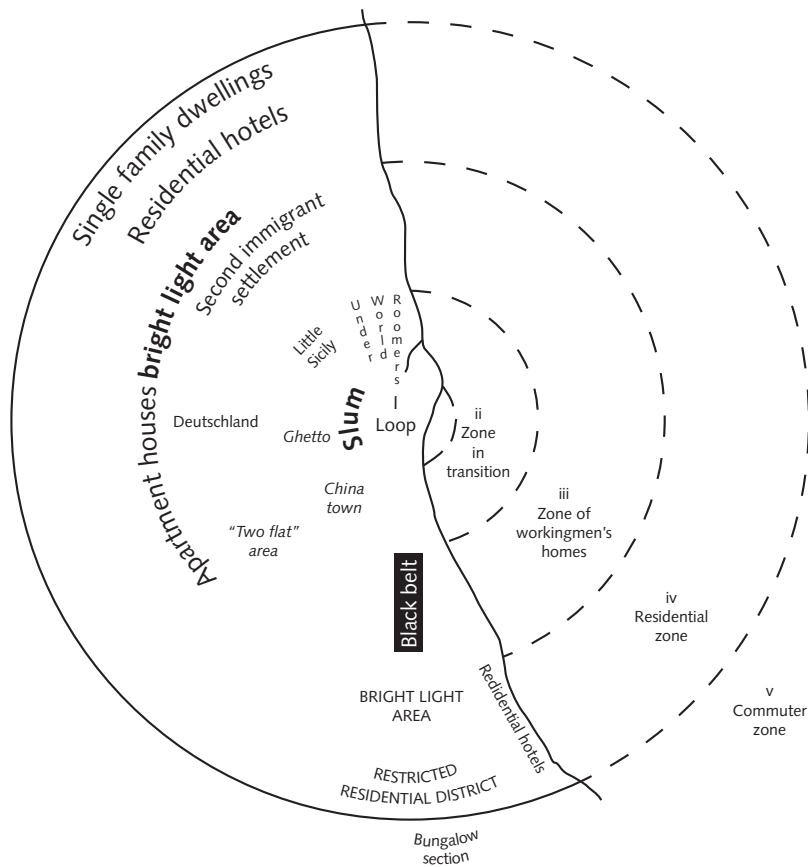 Single family dwellings
Residential hotels
Apartment houses bright light area
Second immigrant
settlement
Little
Sicily
Under
World
Roomers
Slum
I
Loop
Deutschland
Ghetto
China
town
“Two flat”
area
Black belt
BRIGHT LIGHT
AREA
RESTRICTED
RESIDENTIAL DISTRICT
Bungalow
section
Redidential hotels
ii
Zone
in
transition
iii
Zone of
workingmen's
homes
iv
Residential
zone
v
Commuter
zone